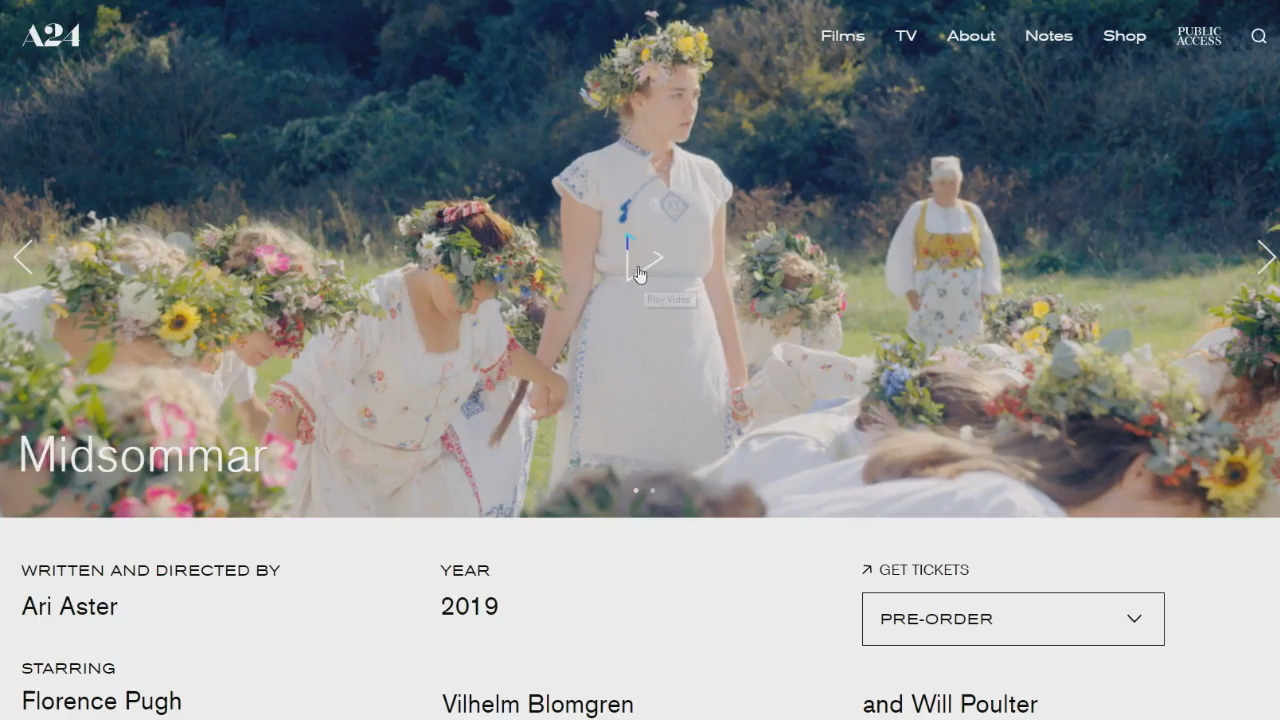 A24
Films TV About Notes Shop PUBLIC ACCESS
Play Video
Midsommar
WRITTEN AND DIRECTED BY
Ari Aster
YEAR
2019
GET TICKETS
PRE-ORDER
STARRING
Florence Pugh
Vilhelm Blomgren
and Will Poulter